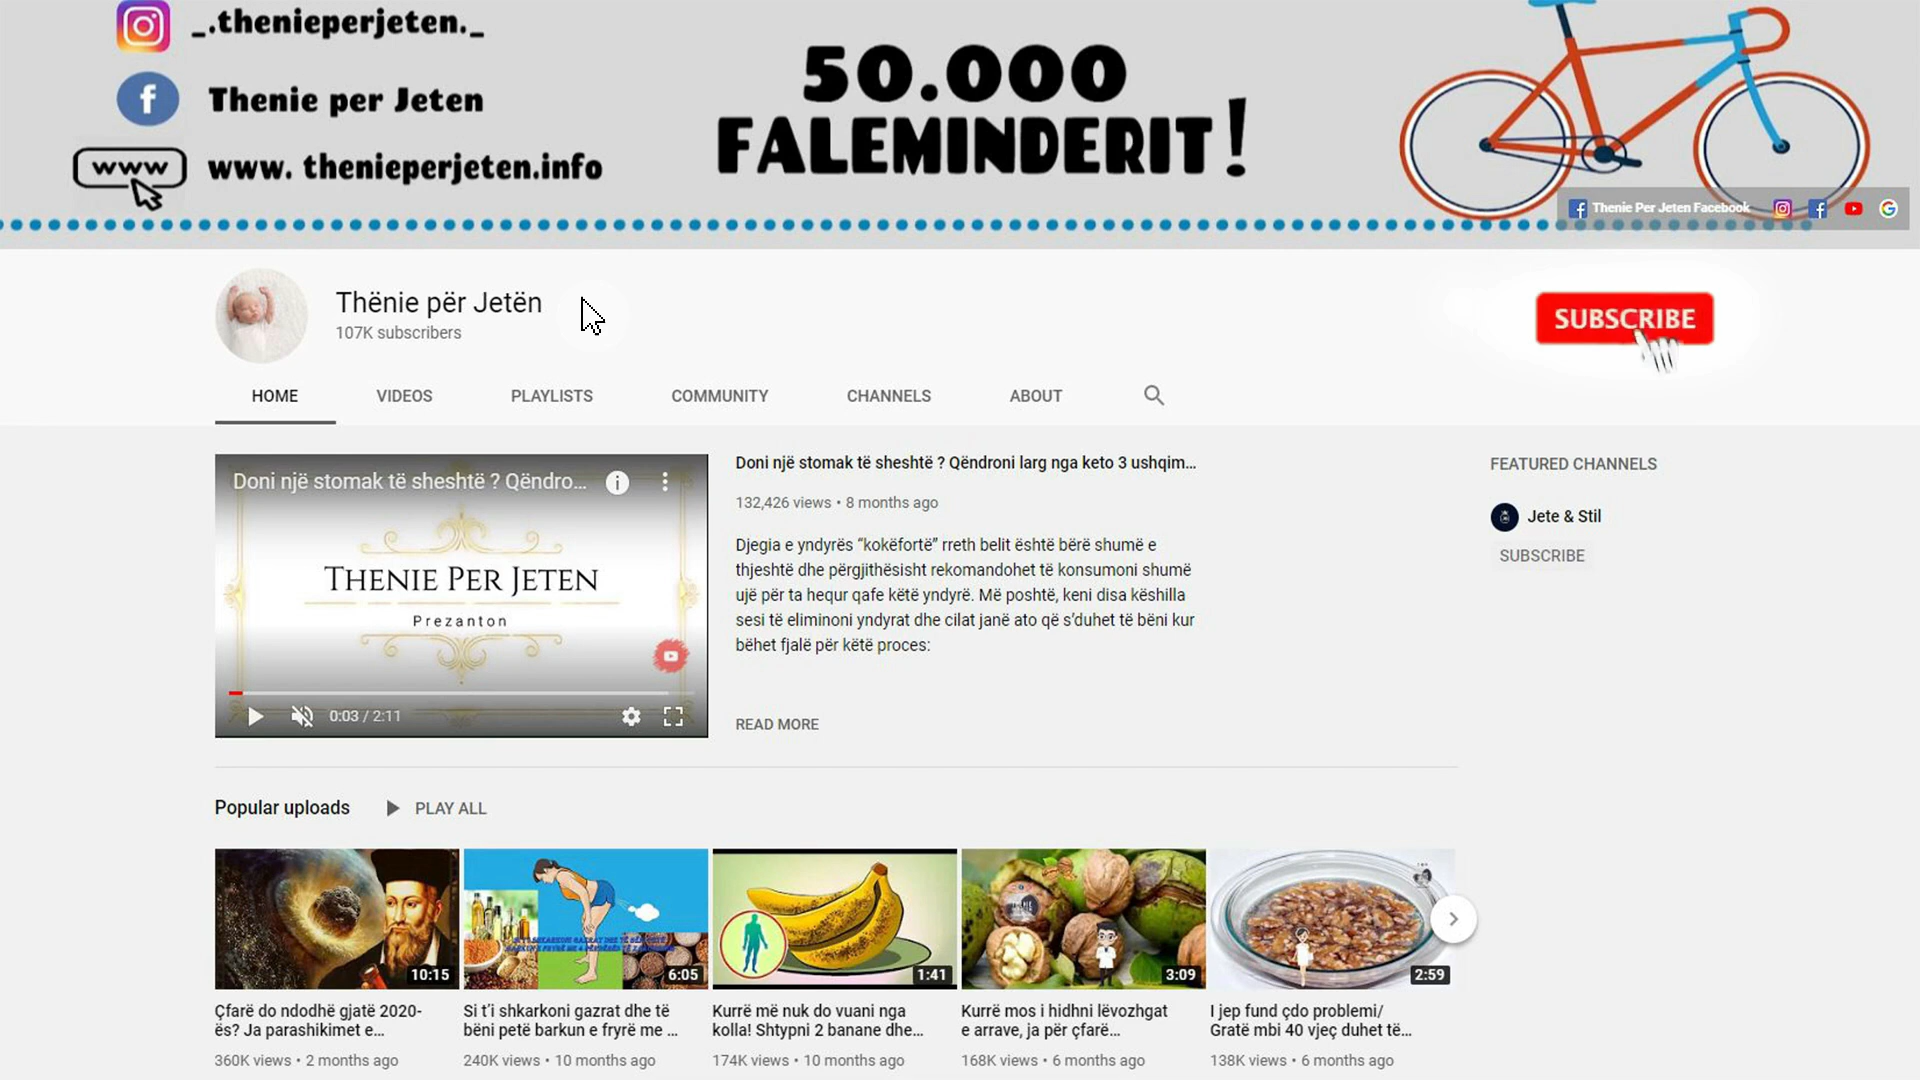 _.thenieperjeten._
Thenie per Jeten
www
www. thenieperjeten.info
50.000
FALEMINDERIT!
Thenie Per Jeten Facebook
Thënie për Jetën
107K subscribers
SUBSCRIBE
HOME VIDEOS PLAYLISTS COMMUNITY CHANNELS ABOUT
Doni një stomak të sheshtë ? Qëndro...
THENIE PER JETEN
Prezanton
0:03 / 2:11
Doni një stomak të sheshtë ? Qëndroni larg nga keto 3 ushqim...
132,426 views • 8 months ago
Djegia e yndyrës “kokëfortë” rreth belit është bërë shumë e
thjeshtë dhe përgjithësisht rekomandohet të konsumoni shumë
ujë për ta hequr qafe këtë yndyrë. Më poshtë, keni disa këshilla
sesi të eliminoni yndyrat dhe cilat janë ato që s’duhet të bëni kur
bëhet fjalë për këtë proces:
READ MORE
FEATURED CHANNELS
Jete & Stil
SUBSCRIBE
Popular uploads PLAY ALL
10:15
Çfarë do ndodhë gjatë 2020-
ës? Ja parashikimet e...
360K views • 2 months ago
6:05
Si t’i shkarkoni gazrat dhe të
bëni petë barkun e fryrë me ...
240K views • 10 months ago
1:41
Kurrë më nuk do vuani nga
kolla! Shtypni 2 banane dhe...
174K views • 10 months ago
3:09
Kurrë mos i hidhni lëvozhgat
e arrave, ja për çfarë...
168K views • 6 months ago
2:59
I jep fund çdo problemi/
Gratë mbi 40 vjeç duhet të...
138K views • 6 months ago